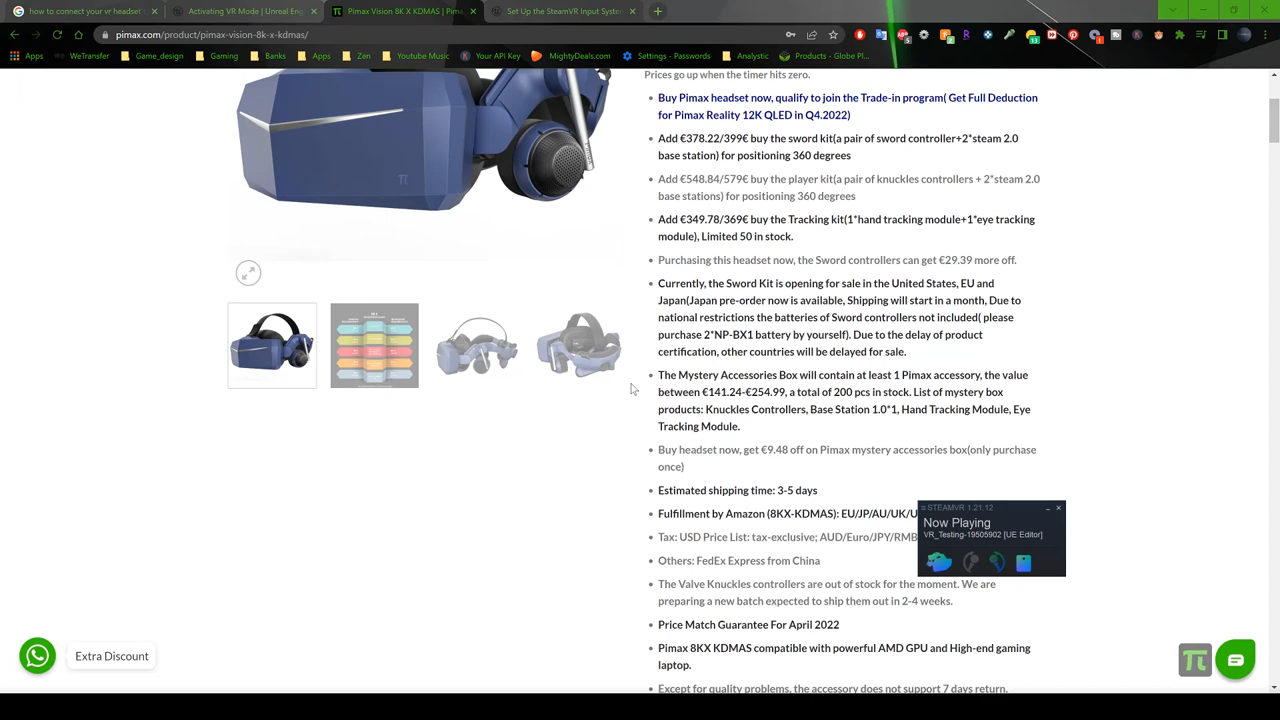 how to connect your vr headset
Activating VR Mode | Unreal Eng
Pimax Vision 8K X KDMAS | Pim
Set Up the SteamVR Input System
pimax.com/product/pimax-vision-8k-x-kdmas/
Apps
WeTransfer
Game_design
Gaming
Banks
Apps
Zen
Youtube Music
Your API Key
MightyDeals.com
Settings - Passwords
Analystic
Products - Globe Pl...
Prices go up when the timer hits zero.
Buy Pimax headset now, qualify to join the Trade-in program( Get Full Deduction
for Pimax Reality 12K QLED in Q4.2022)
Add €378.22/399€ buy the sword kit(a pair of sword controller+2*steam 2.0
base station) for positioning 360 degrees
Add €548.84/579€ buy the player kit(a pair of knuckles controllers + 2*steam 2.0
base stations) for positioning 360 degrees
Add €349.78/369€ buy the Tracking kit(1*hand tracking module+1*eye tracking
module), Limited 50 in stock.
Purchasing this headset now, the Sword controllers can get €29.39 more off.
Currently, the Sword Kit is opening for sale in the United States, EU and
Japan(Japan pre-order now is available, Shipping will start in a month, Due to
national restrictions the batteries of Sword controllers not included( please
purchase 2*NP-BX1 battery by yourself). Due to the delay of product
certification, other countries will be delayed for sale.
The Mystery Accessories Box will contain at least 1 Pimax accessory, the value
between €141.24-€254.99, a total of 200 pcs in stock. List of mystery box
products: Knuckles Controllers, Base Station 1.0*1, Hand Tracking Module, Eye
Tracking Module.
Buy headset now, get €9.48 off on Pimax mystery accessories box(only purchase
once)
Estimated shipping time: 3-5 days
Fulfillment by Amazon (8KX-KDMAS): EU/JP/AU/UK/U
Tax: USD Price List: tax-exclusive; AUD/Euro/JPY/RMB
Others: FedEx Express from China
STEAMVR 1.21.12
Now Playing
VR_Testing-19505902 [UE Editor]
The Valve Knuckles controllers are out of stock for the moment. We are
preparing a new batch expected to ship them out in 2-4 weeks.
Price Match Guarantee For April 2022
Pimax 8KX KDMAS compatible with powerful AMD GPU and High-end gaming
laptop.
Except for quality problems, the accessory does not support 7 days return.
Extra Discount